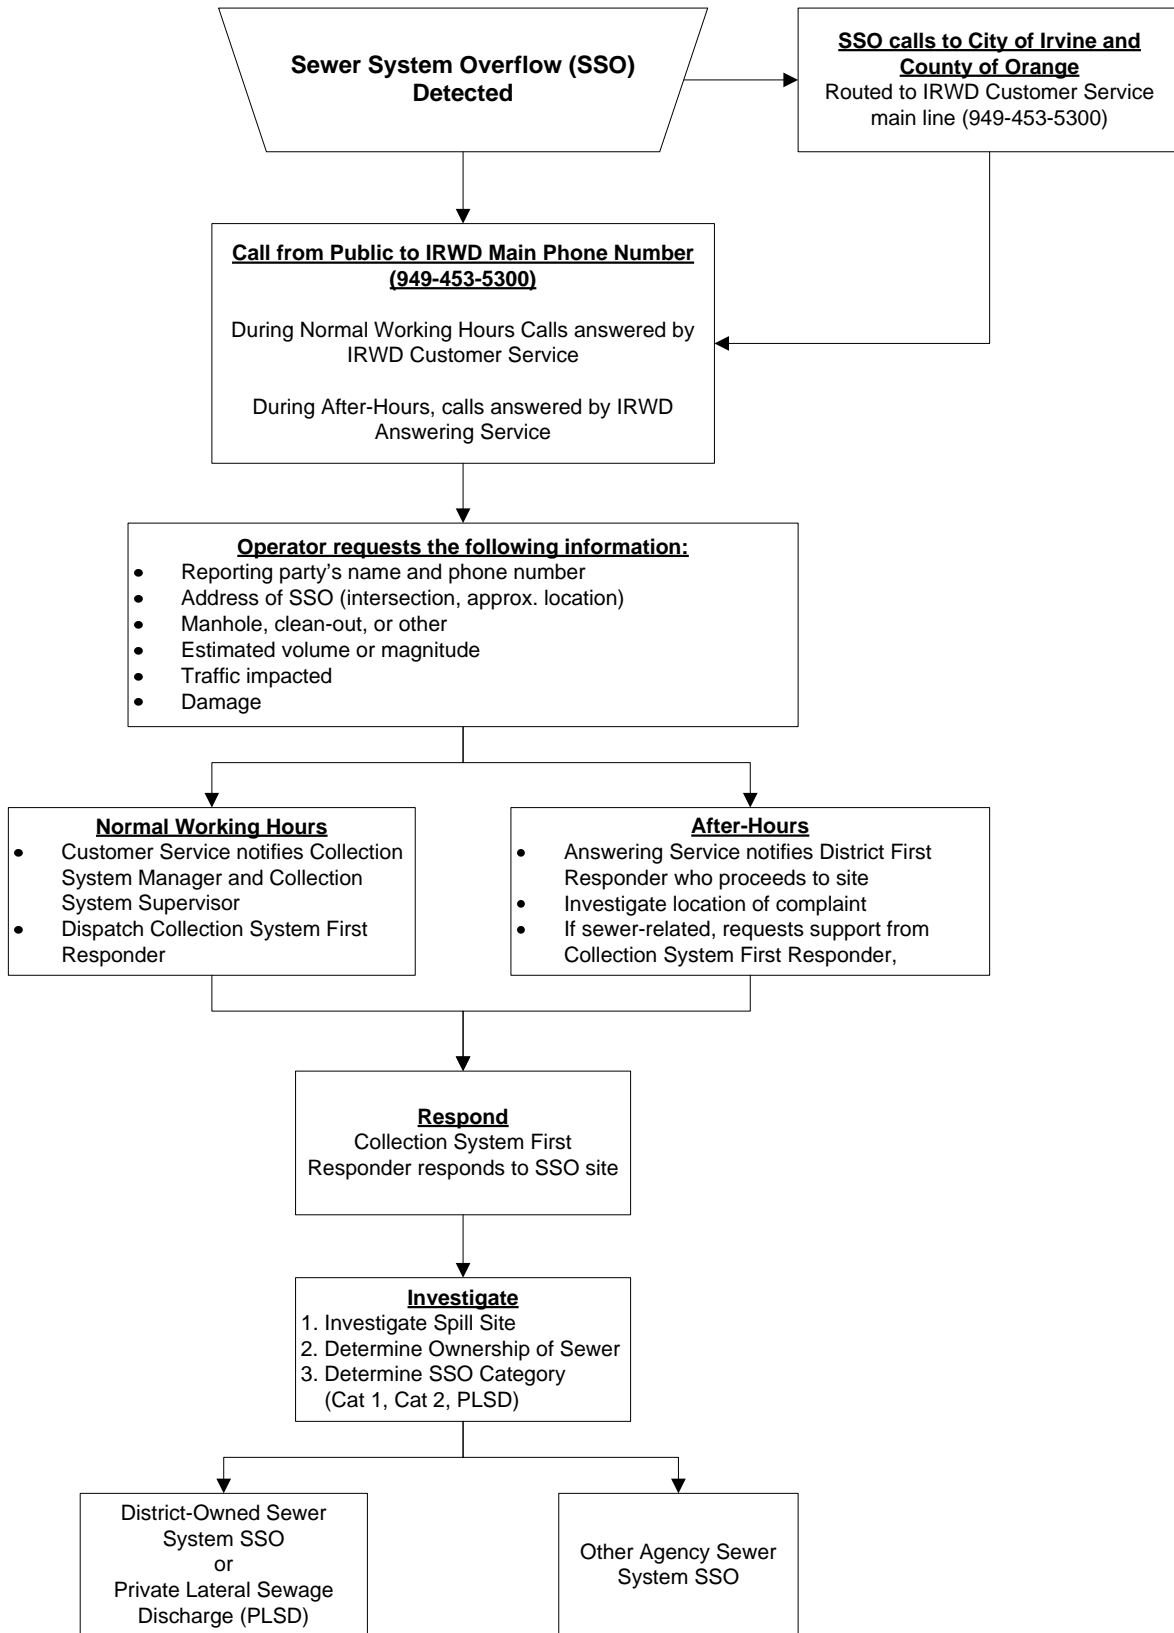 Sewer System Overflow (SSO)
Detected
SSO calls to City of Irvine and
County of Orange
Routed to IRWD Customer Service
main line (949-453-5300)
Call from Public to IRWD Main Phone Number
(949-453-5300)
During Normal Working Hours Calls answered by
IRWD Customer Service
During After-Hours, calls answered by IRWD
Answering Service
Operator requests the following information:
• Reporting party’s name and phone number
• Address of SSO (intersection, approx. location)
• Manhole, clean-out, or other
• Estimated volume or magnitude
• Traffic impacted
• Damage
Normal Working Hours
• Customer Service notifies Collection
System Manager and Collection
System Supervisor
• Dispatch Collection System First
Responder
After-Hours
• Answering Service notifies District First
Responder who proceeds to site
• Investigate location of complaint
• If sewer-related, requests support from
Collection System First Responder,
Respond
Collection System First
Responder responds to SSO site
Investigate
1. Investigate Spill Site
2. Determine Ownership of Sewer
3. Determine SSO Category
(Cat 1, Cat 2, PLSD)
District-Owned Sewer
System SSO
or
Private Lateral Sewage
Discharge (PLSD)
Other Agency Sewer
System SSO